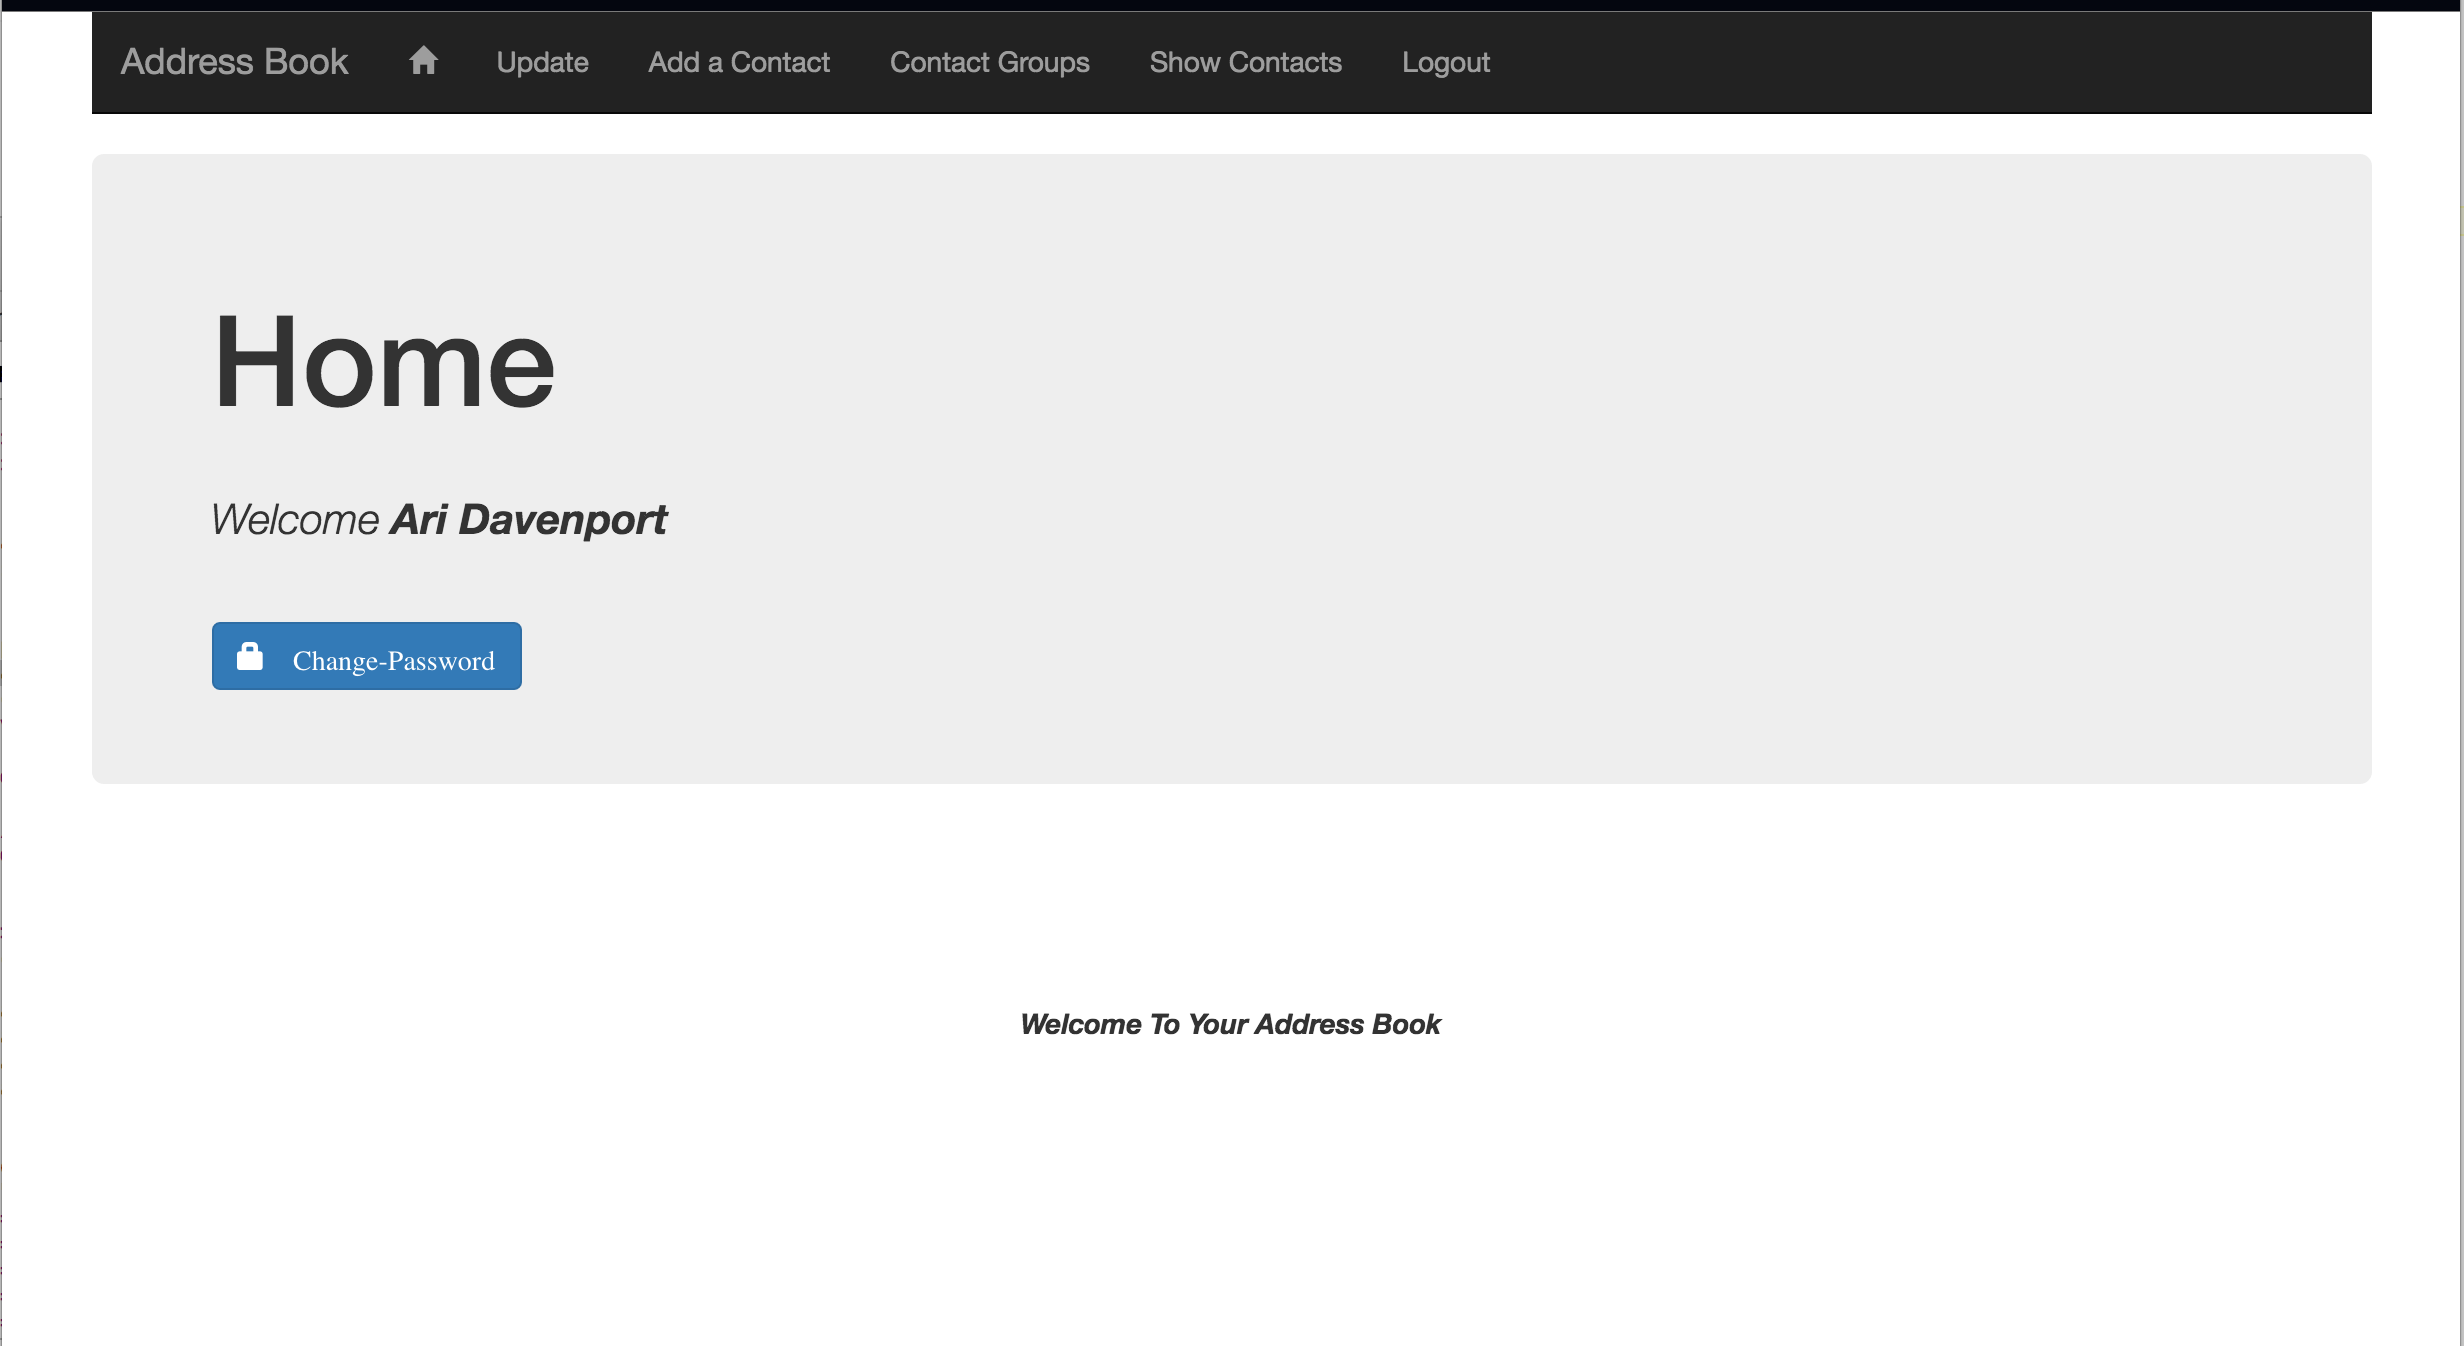 Address Book Update Add a Contact Contact Groups Show Contacts Logout
Home
Welcome Ari Davenport
Change-Password
Welcome To Your Address Book